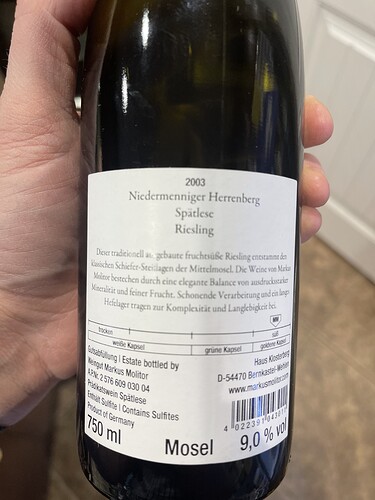 2003
Niedermenniger Herrenberg
Spätlese
Riesling
Dieser traditionell ausgebaute fruchtsüße Riesling entstammt den
klassischen Schiefer-Steillagen der Mittelmosel. Die Weine von Markus
Molitor bestechen durch eine elegante Balance von ausdrucksstarker
Mineralität und feiner Frucht. Schonende Verarbeitung und ein langes
Hefelager tragen zur Komplexität und Langlebigkeit bei.
MM
trocken süß
weiße Kapsel grüne Kapsel goldene Kapsel
Gutsabfüllung | Estate bottled by
Weingut Markus Molitor
A.P.Nr. 2 576 609 030 04
Prädikatswein Spätlese
Enthält Sulfite | Contains Sulfites
Product of Germany
750 ml
Haus Klosterberg
D-54470 Bernkastel-Wehlen
www.markusmolitor.com
Mosel
9,0 % vol